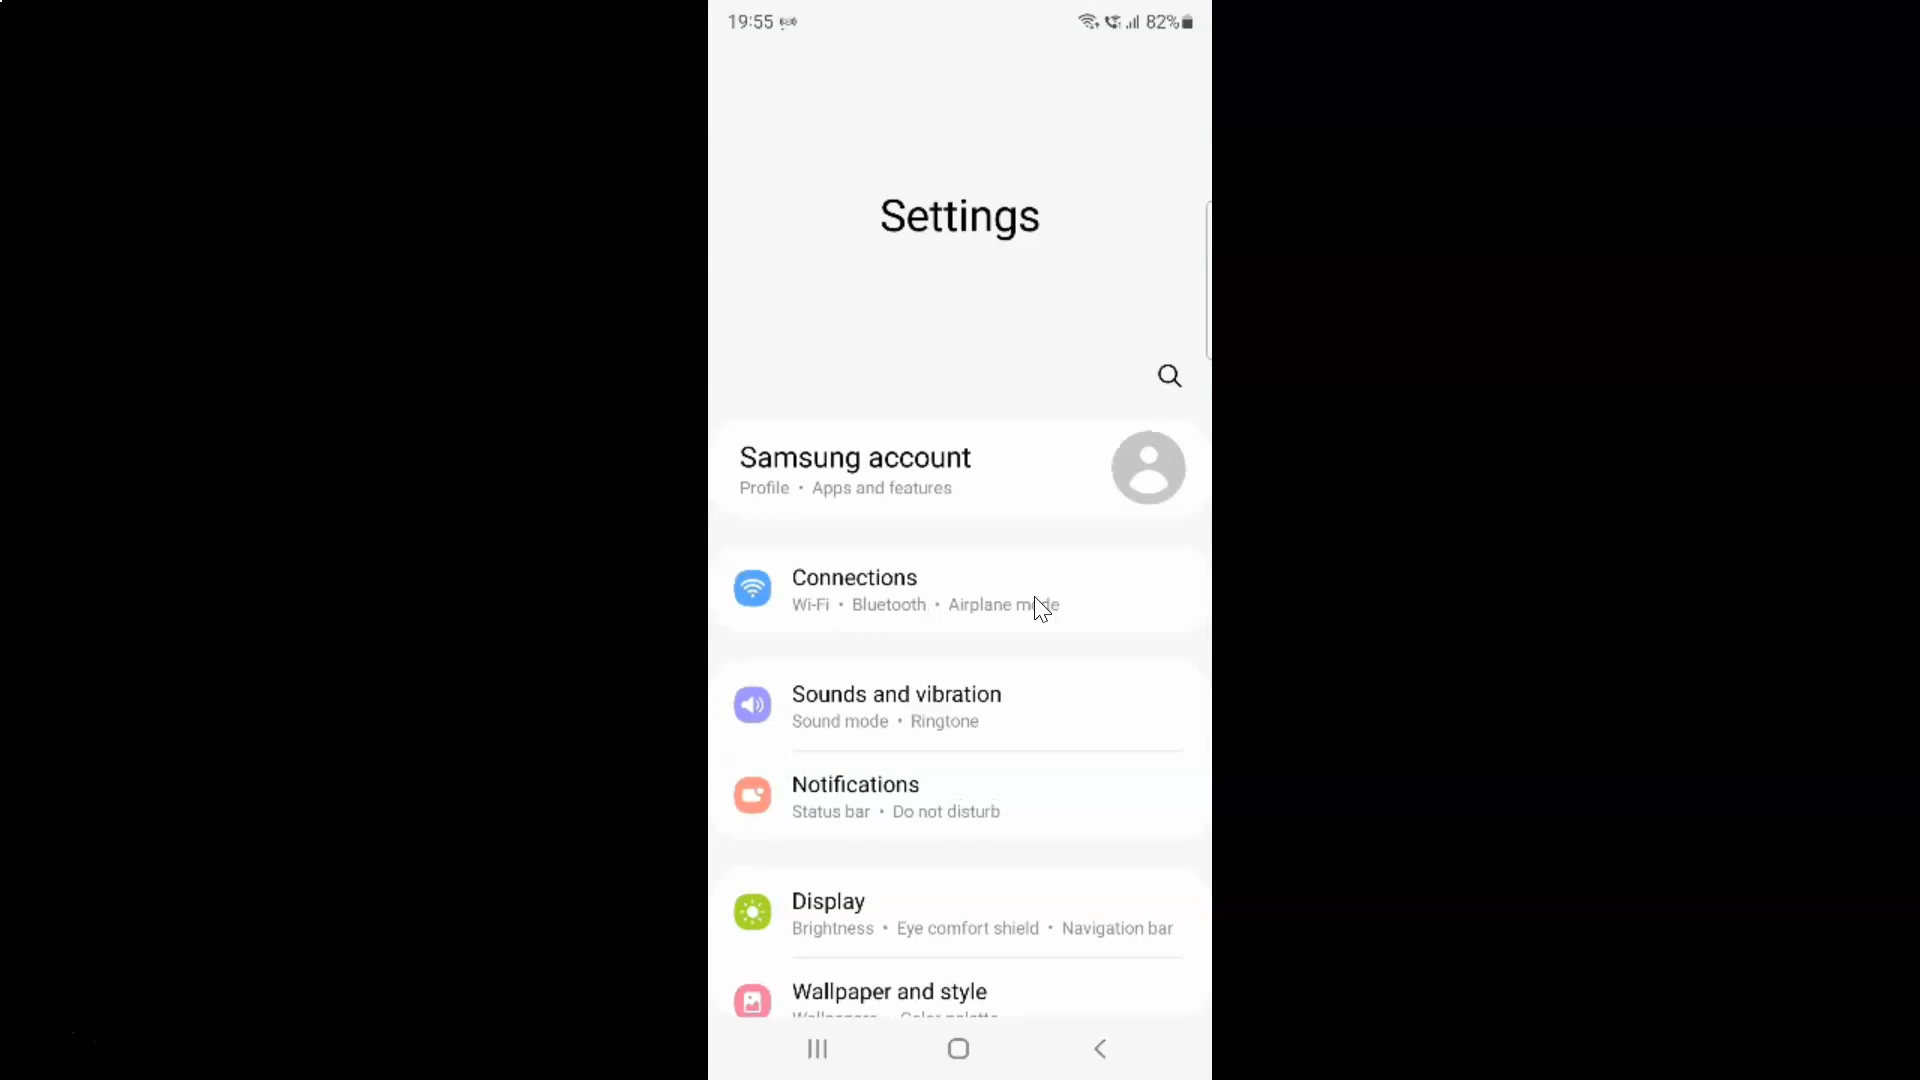 19:55
82%
Settings
Samsung account
Profile • Apps and features
Connections
Wi-Fi • Bluetooth • Airplane mode
Sounds and vibration
Sound mode • Ringtone
Notifications
Status bar • Do not disturb
Display
Brightness • Eye comfort shield • Navigation bar
Wallpaper and style
Wallpapers • Color palette